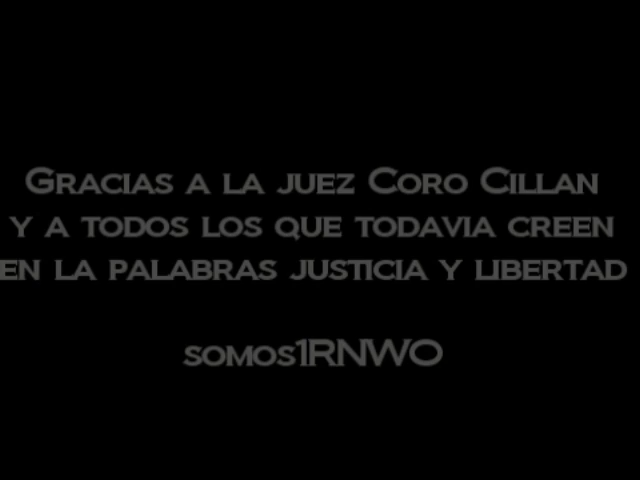 Gracias a la juez Coro Cillan
y a todos los que todavia creen
en la palabras justicia y libertad
somos1RNWO